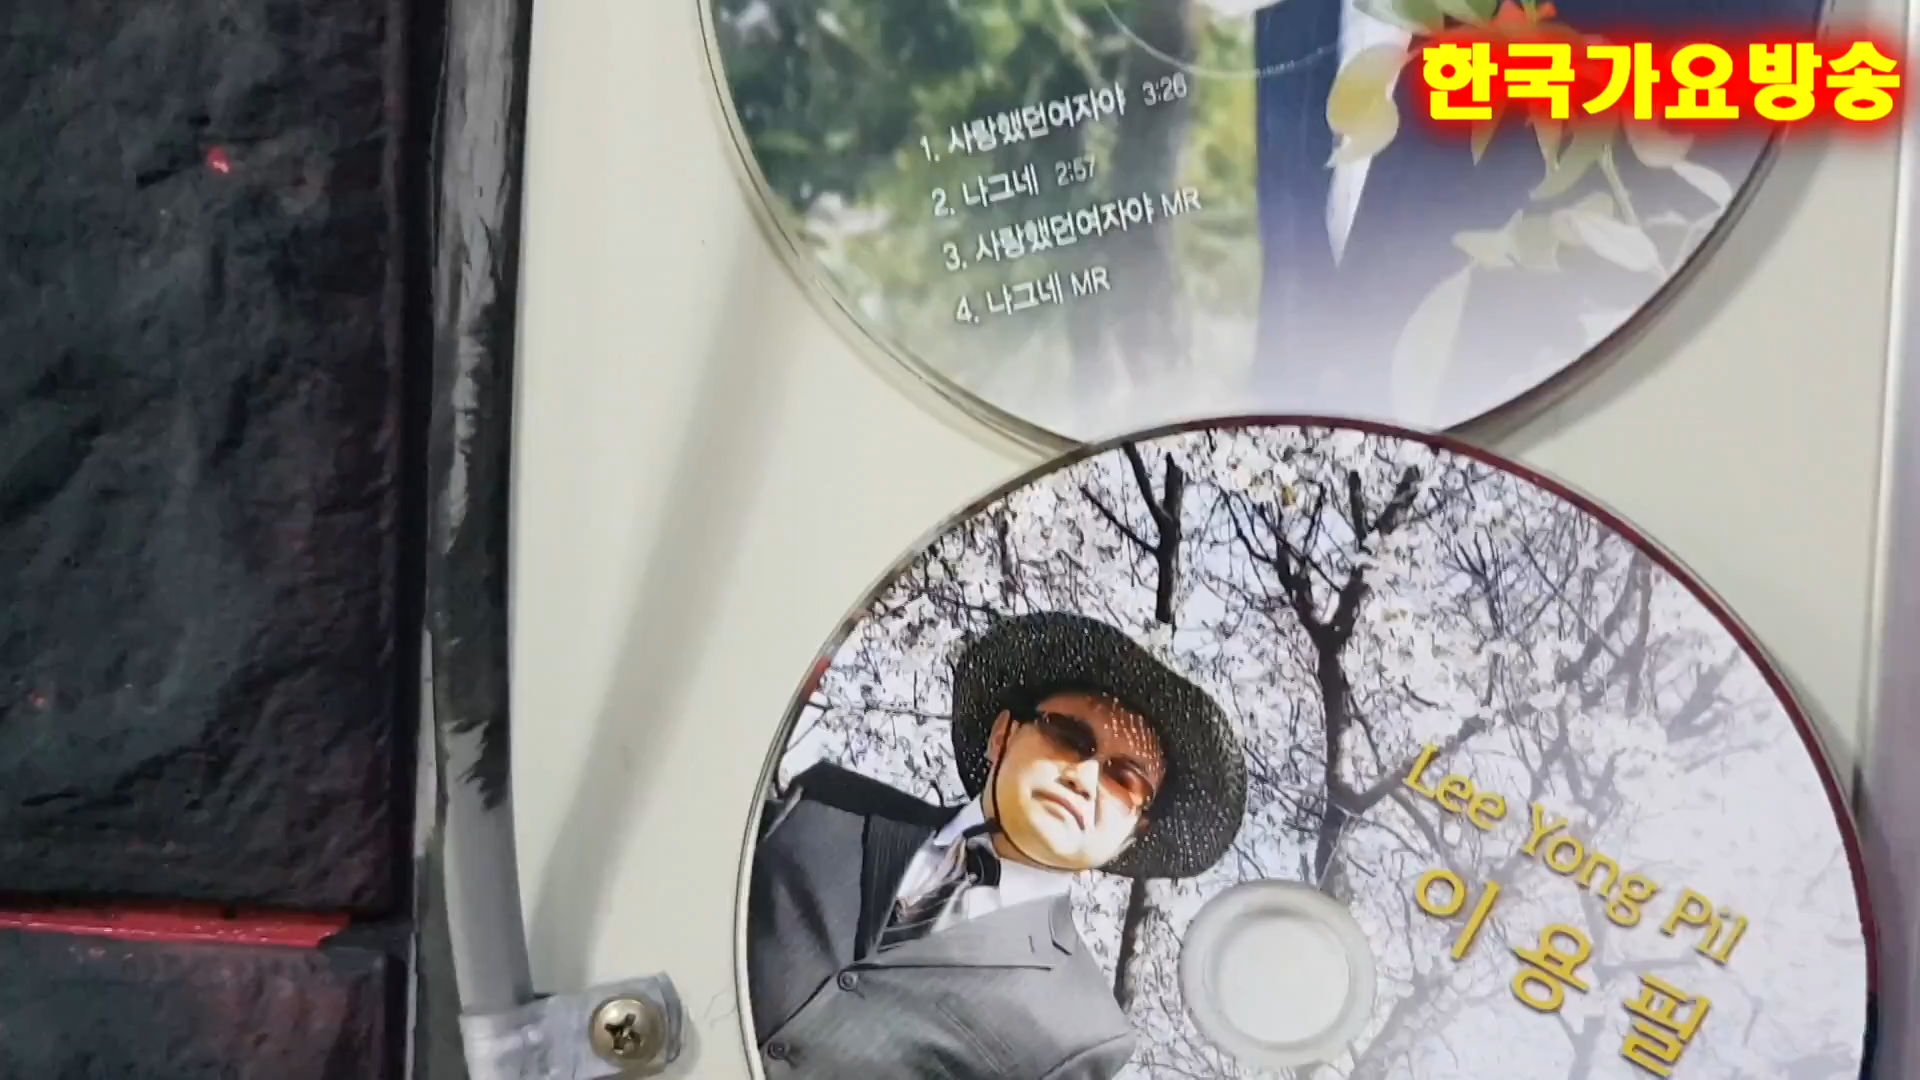 한국가요방송
1. 사랑했던여자야 3:26
2. 나그네 2:57
3. 사랑했던여자야 MR
4. 나그네 MR
Lee Yong Pil
이용필